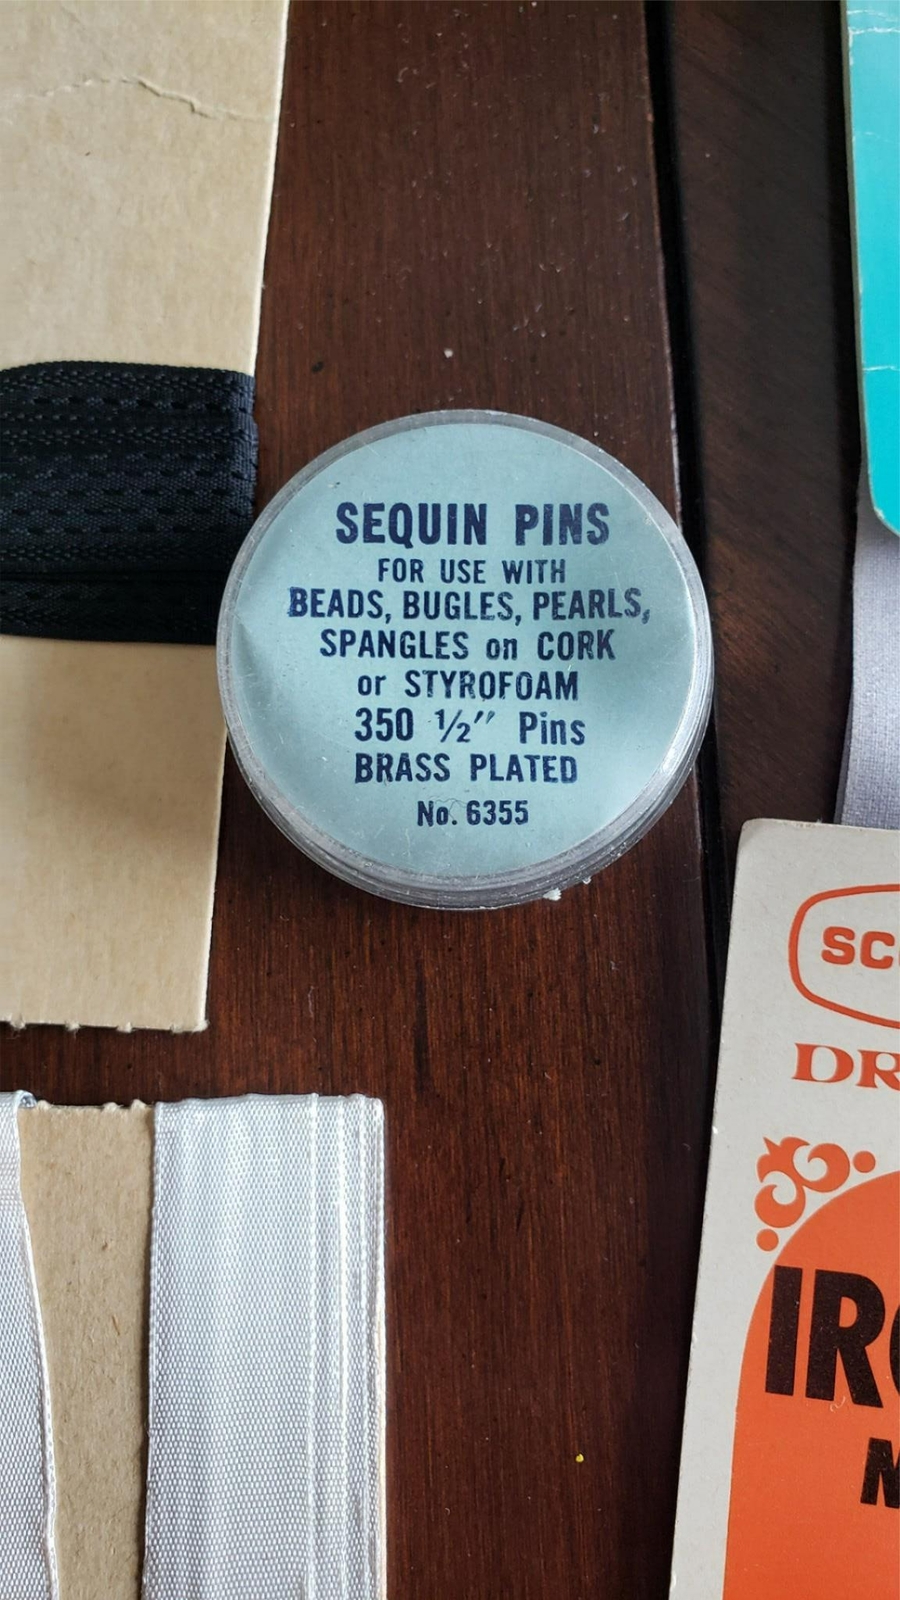 SEQUIN PINS
FOR USE WITH
BEADS, BUGLES, PEARLS,
SPANGLES on CORK
or STYROFOAM
350 ½″ Pins
BRASS PLATED
No. 6355